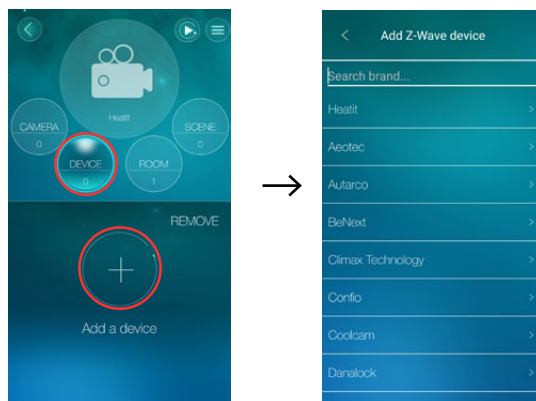 Heatit
CAMERA
0
SCENE
0
DEVICE
0
ROOM
1
REMOVE
Add a device
Add Z-Wave device
Search brand...
Heatit
Aeotec
Autarco
BeNext
Climax Technology
Confio
Coolcam
Danalock